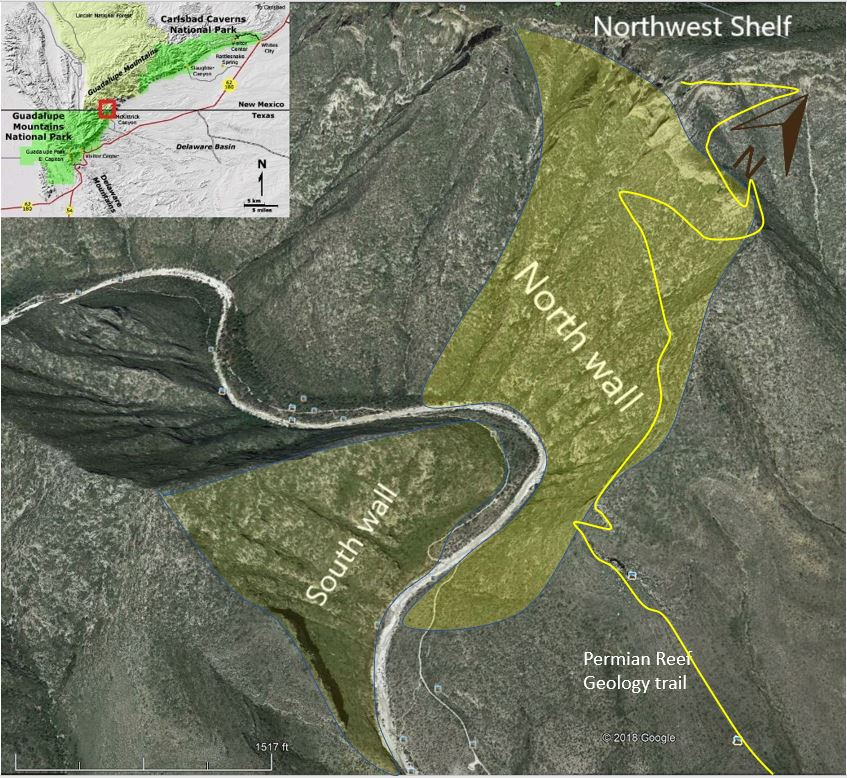 Lincoln National Forest
Carlsbad Caverns
National Park
To Carlsbad
Visitor
Center
Whites
City
Rattlesnake
Spring
Slaughter
Canyon
Guadalupe Mountains
62
180
New Mexico
Texas
McKittrick
Canyon
Guadalupe
Mountains
National Park
Guadalupe Peak
El Capitan
Visitor Center
Delaware Basin
Delaware
Mountains
N
5 km
5 miles
62
180
54
Northwest Shelf
N
North wall
South wall
Permian Reef
Geology trail
© 2018 Google
1517 ft